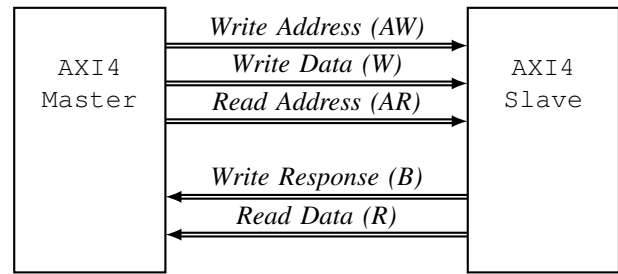 Write Address (AW)
AXI4
Master
Write Data (W)
AXI4
Slave
Read Address (AR)
Write Response (B)
Read Data (R)